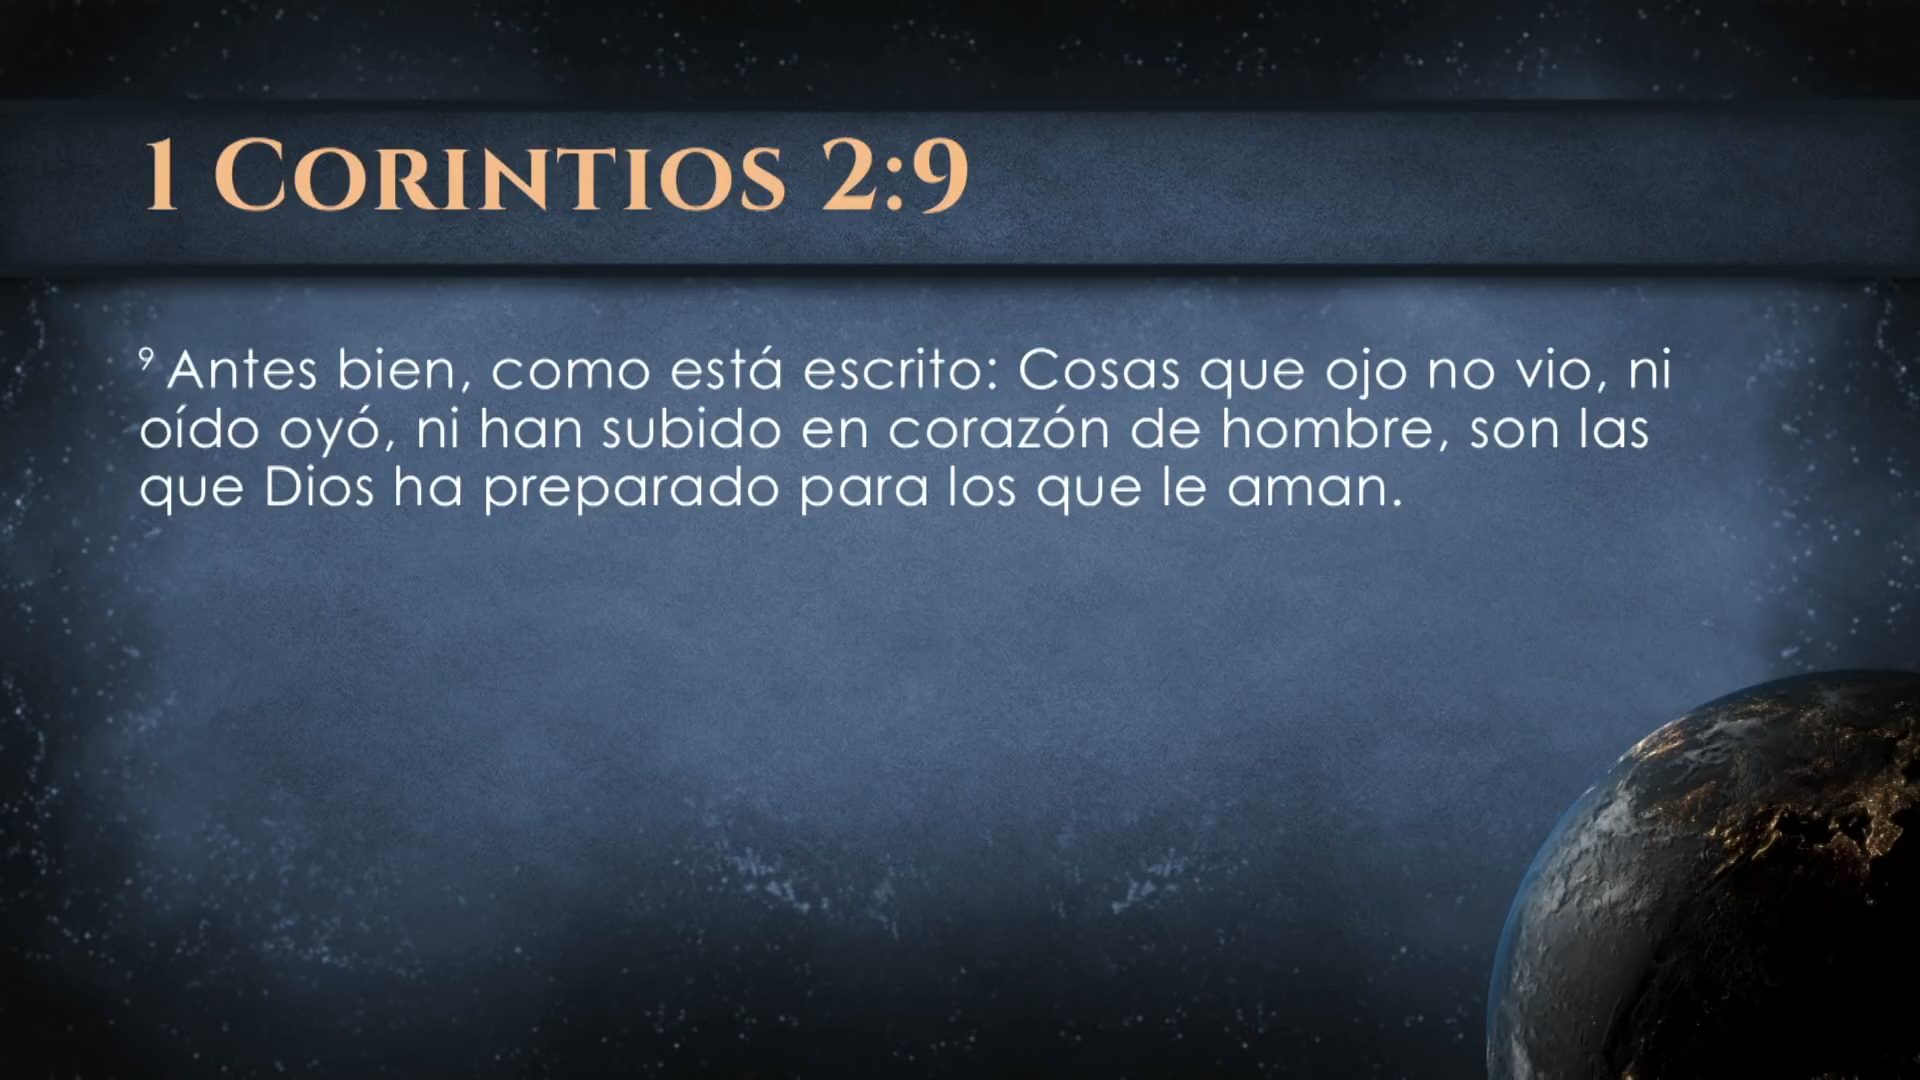 1 Corintios 2:9
⁹ Antes bien, como está escrito: Cosas que ojo no vio, ni
oído oyó, ni han subido en corazón de hombre, son las
que Dios ha preparado para los que le aman.